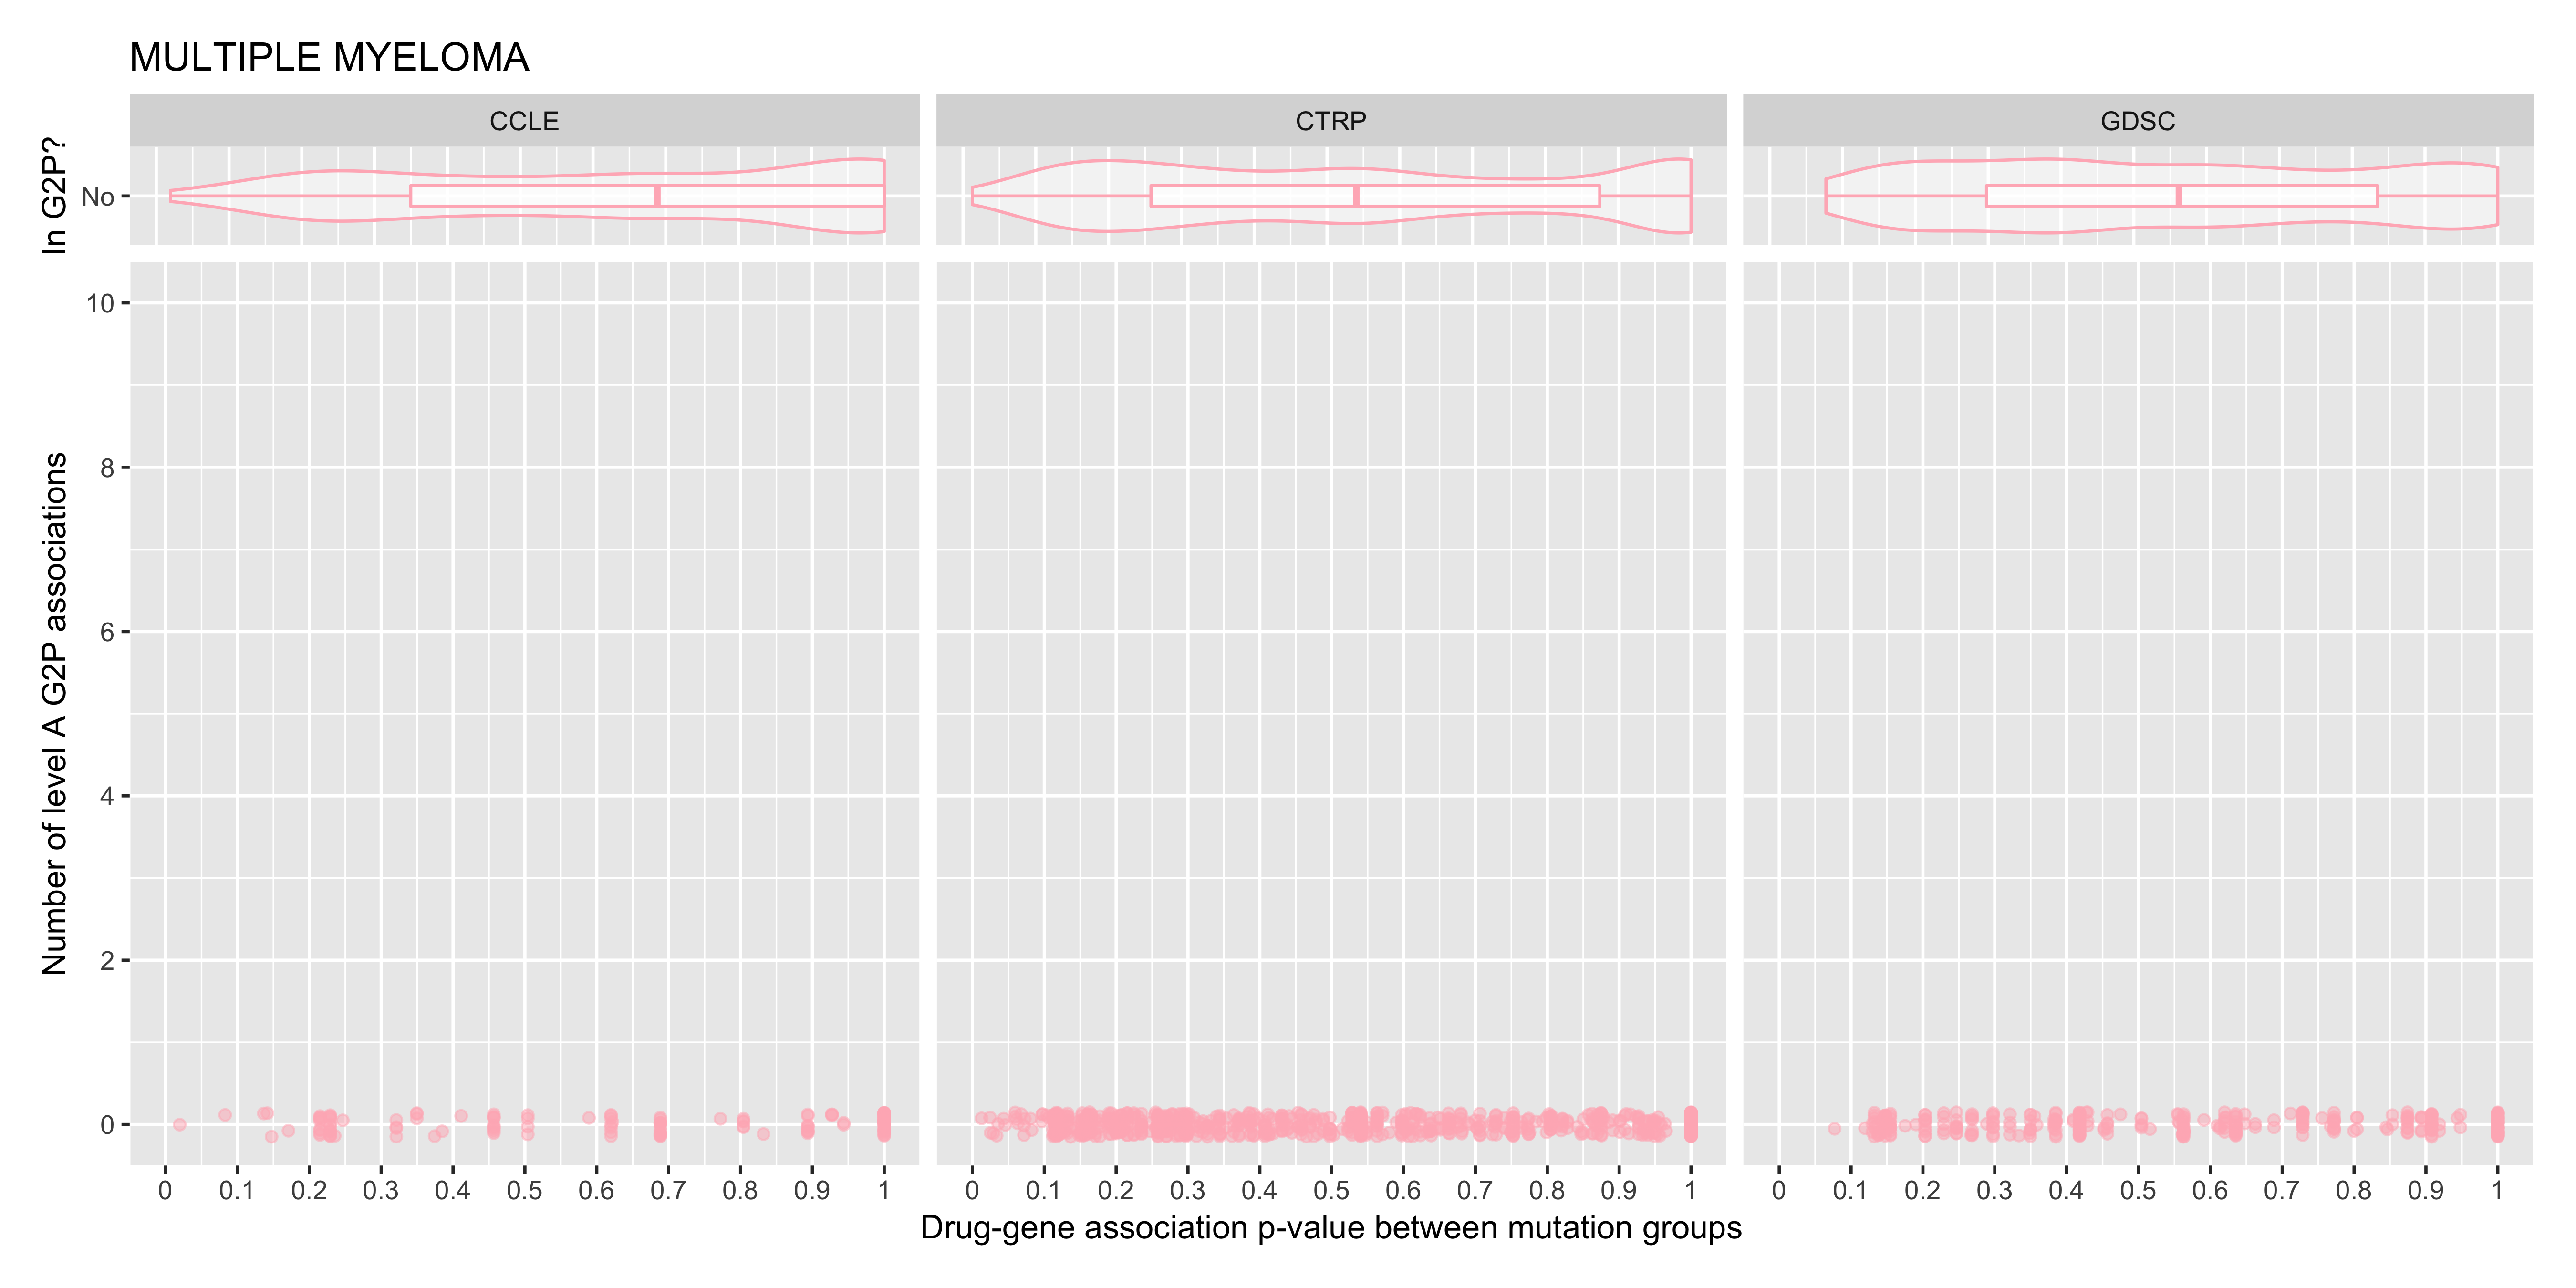 MULTIPLE MYELOMA
CCLE CTRP GDSC
In G2P?
No
Number of level A G2P associations
10
8
6
4
2
0
0 0.1 0.2 0.3 0.4 0.5 0.6 0.7 0.8 0.9 1 0 0.1 0.2 0.3 0.4 0.5 0.6 0.7 0.8 0.9 1 0 0.1 0.2 0.3 0.4 0.5 0.6 0.7 0.8 0.9 1
Drug-gene association p-value between mutation groups